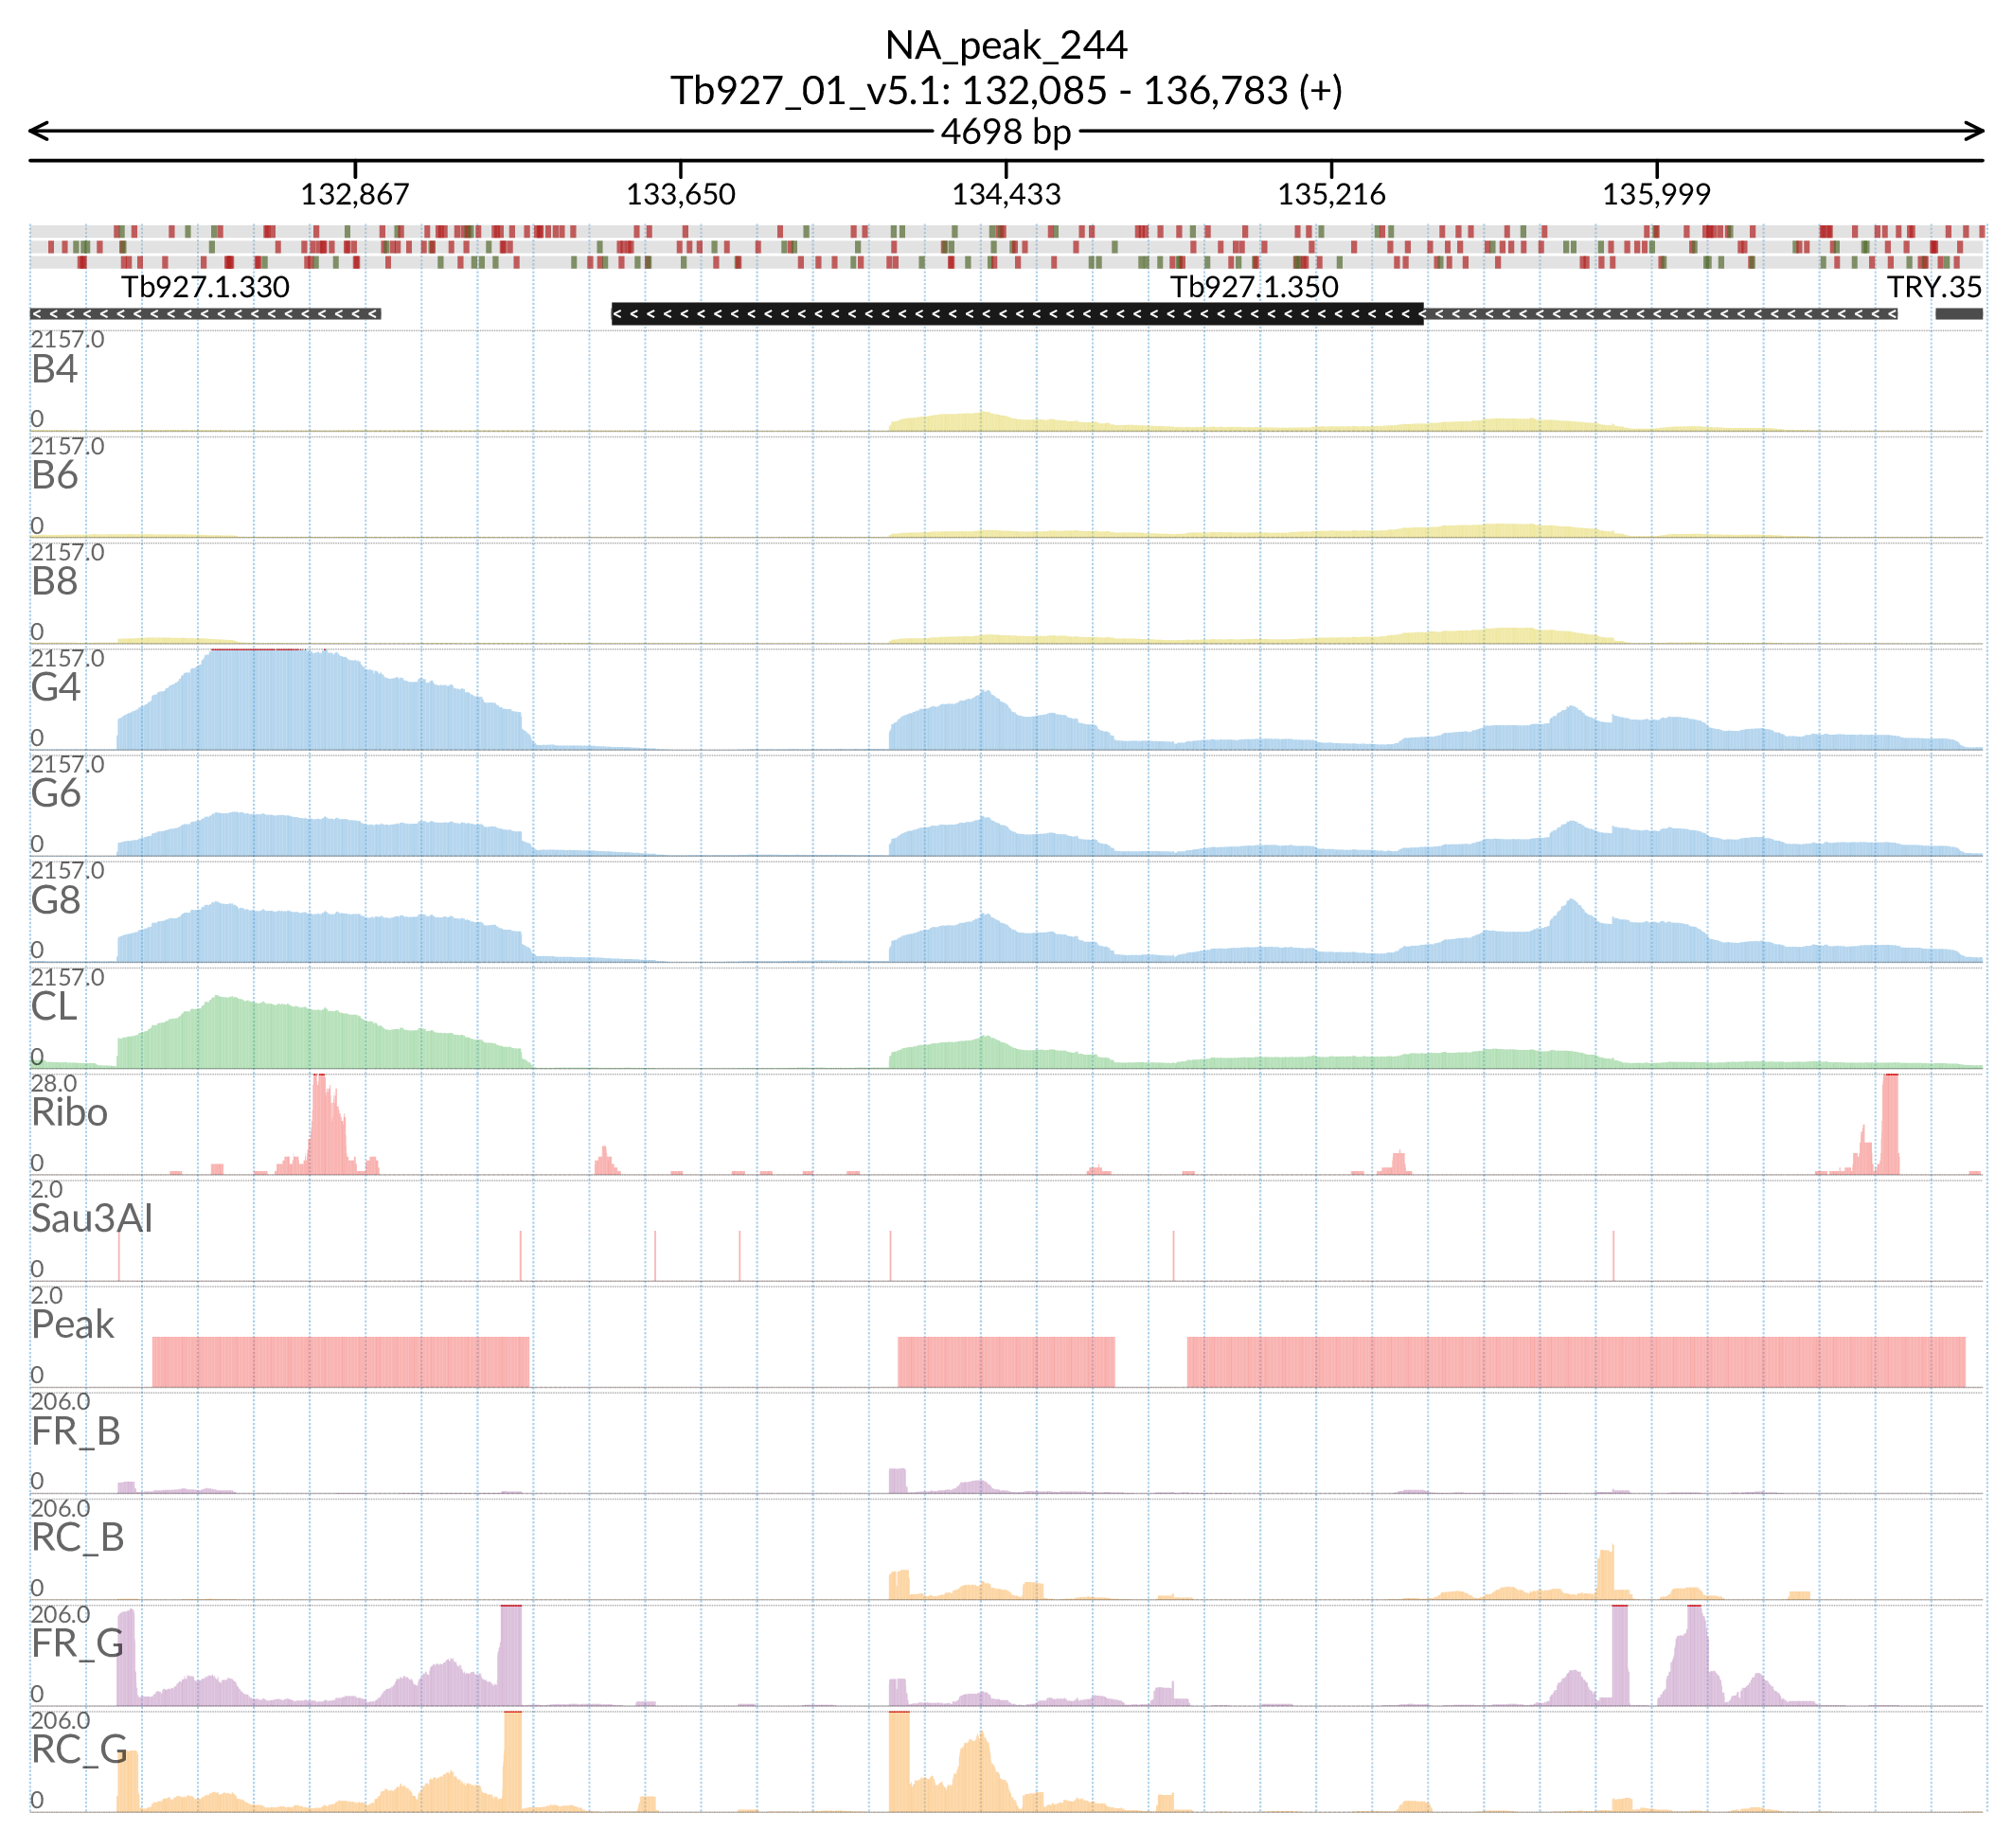 NA_peak_244
Tb927_01_v5.1: 132,085 - 136,783 (+)
4698 bp
132,867 133,650 134,433 135,216 135,999
Tb927.1.330 Tb927.1.350 TRY.35
2157.0
B4
0
2157.0
B6
0
2157.0
B8
0
2157.0
G4
0
2157.0
G6
0
2157.0
G8
0
2157.0
CL
0
28.0
Ribo
0
2.0
Sau3AI
0
2.0
Peak
0
206.0
FR_B
0
206.0
RC_B
0
206.0
FR_G
0
206.0
RC_G
0